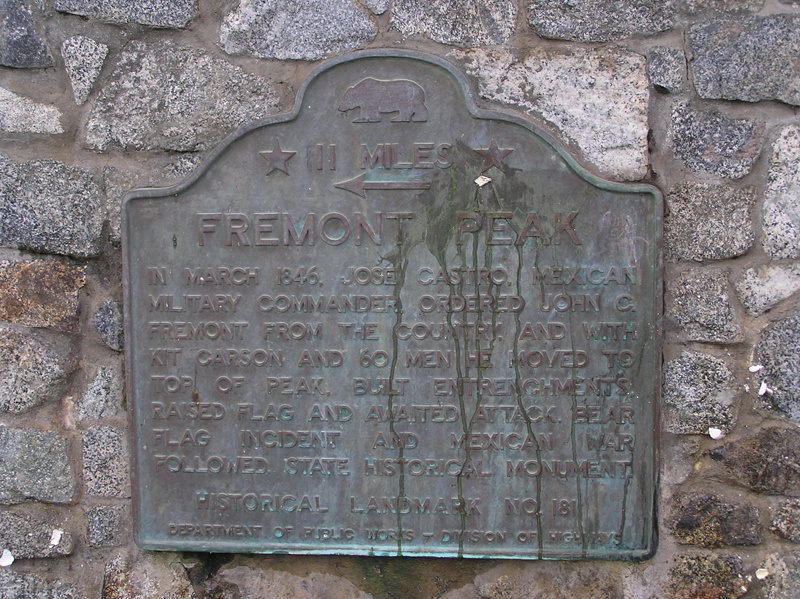 11 MILES
FREMONT PEAK
IN MARCH 1846, JOSE CASTRO, MEXICAN
MILITARY COMMANDER, ORDERED JOHN C.
FREMONT FROM THE COUNTRY, AND WITH
KIT CARSON AND 60 MEN HE MOVED TO
TOP OF PEAK, BUILT ENTRENCHMENTS,
RAISED FLAG AND AWAITED ATTACK. BEAR
FLAG INCIDENT AND MEXICAN WAR
FOLLOWED. STATE HISTORICAL MONUMENT.
HISTORICAL LANDMARK NO. 181
DEPARTMENT OF PUBLIC WORKS & DIVISION OF HIGHWAYS